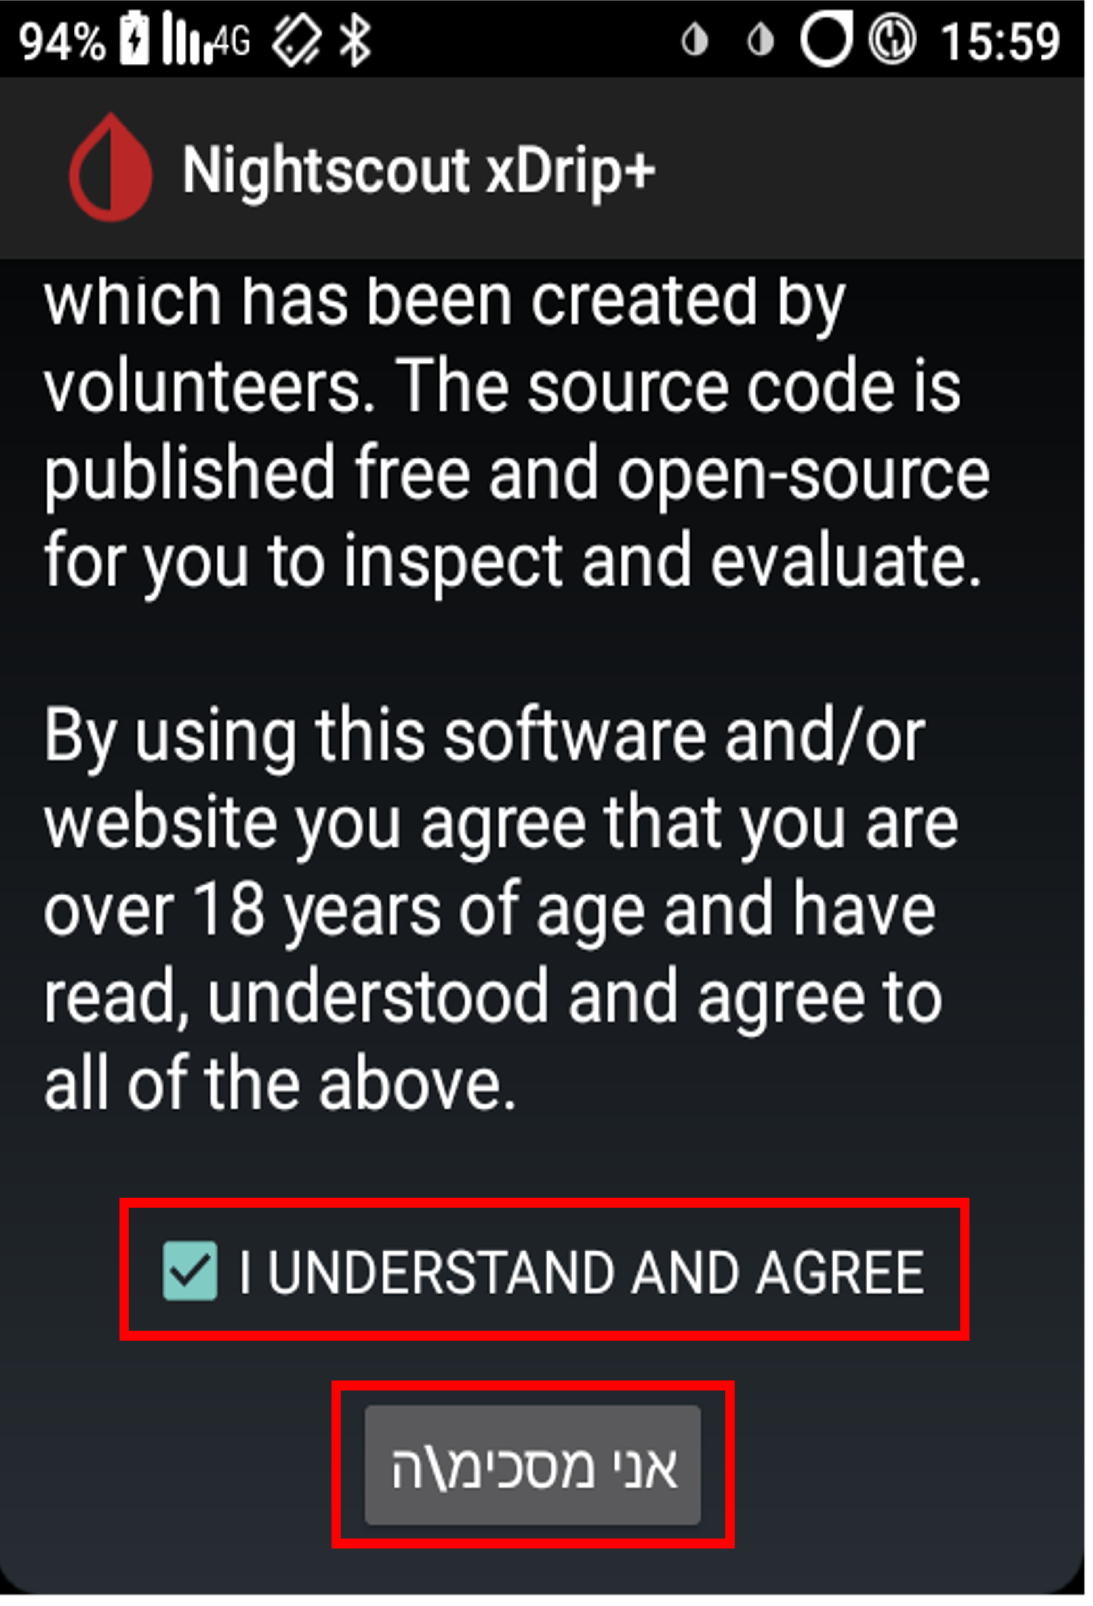 94% 4G 15:59
Nightscout xDrip+
which has been created by
volunteers. The source code is
published free and open-source
for you to inspect and evaluate.
By using this software and/or
website you agree that you are
over 18 years of age and have
read, understood and agree to
all of the above.
I UNDERSTAND AND AGREE
אני מסכימ\ה